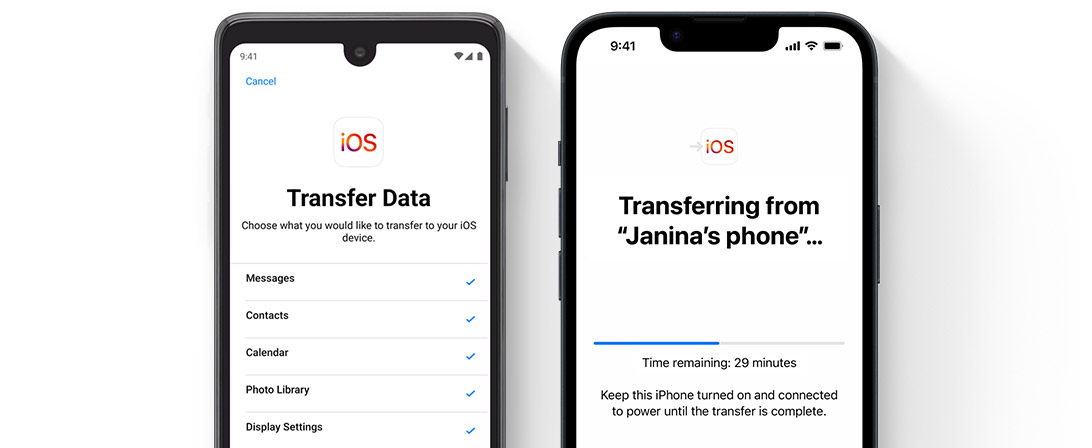 9:41
Cancel
iOS
Transfer Data
Choose what you would like to transfer to your iOS
device.
Messages
Contacts
Calendar
Photo Library
Display Settings
9:41
iOS
Transferring from
“Janina’s phone”...
Time remaining: 29 minutes
Keep this iPhone turned on and connected
to power until the transfer is complete.